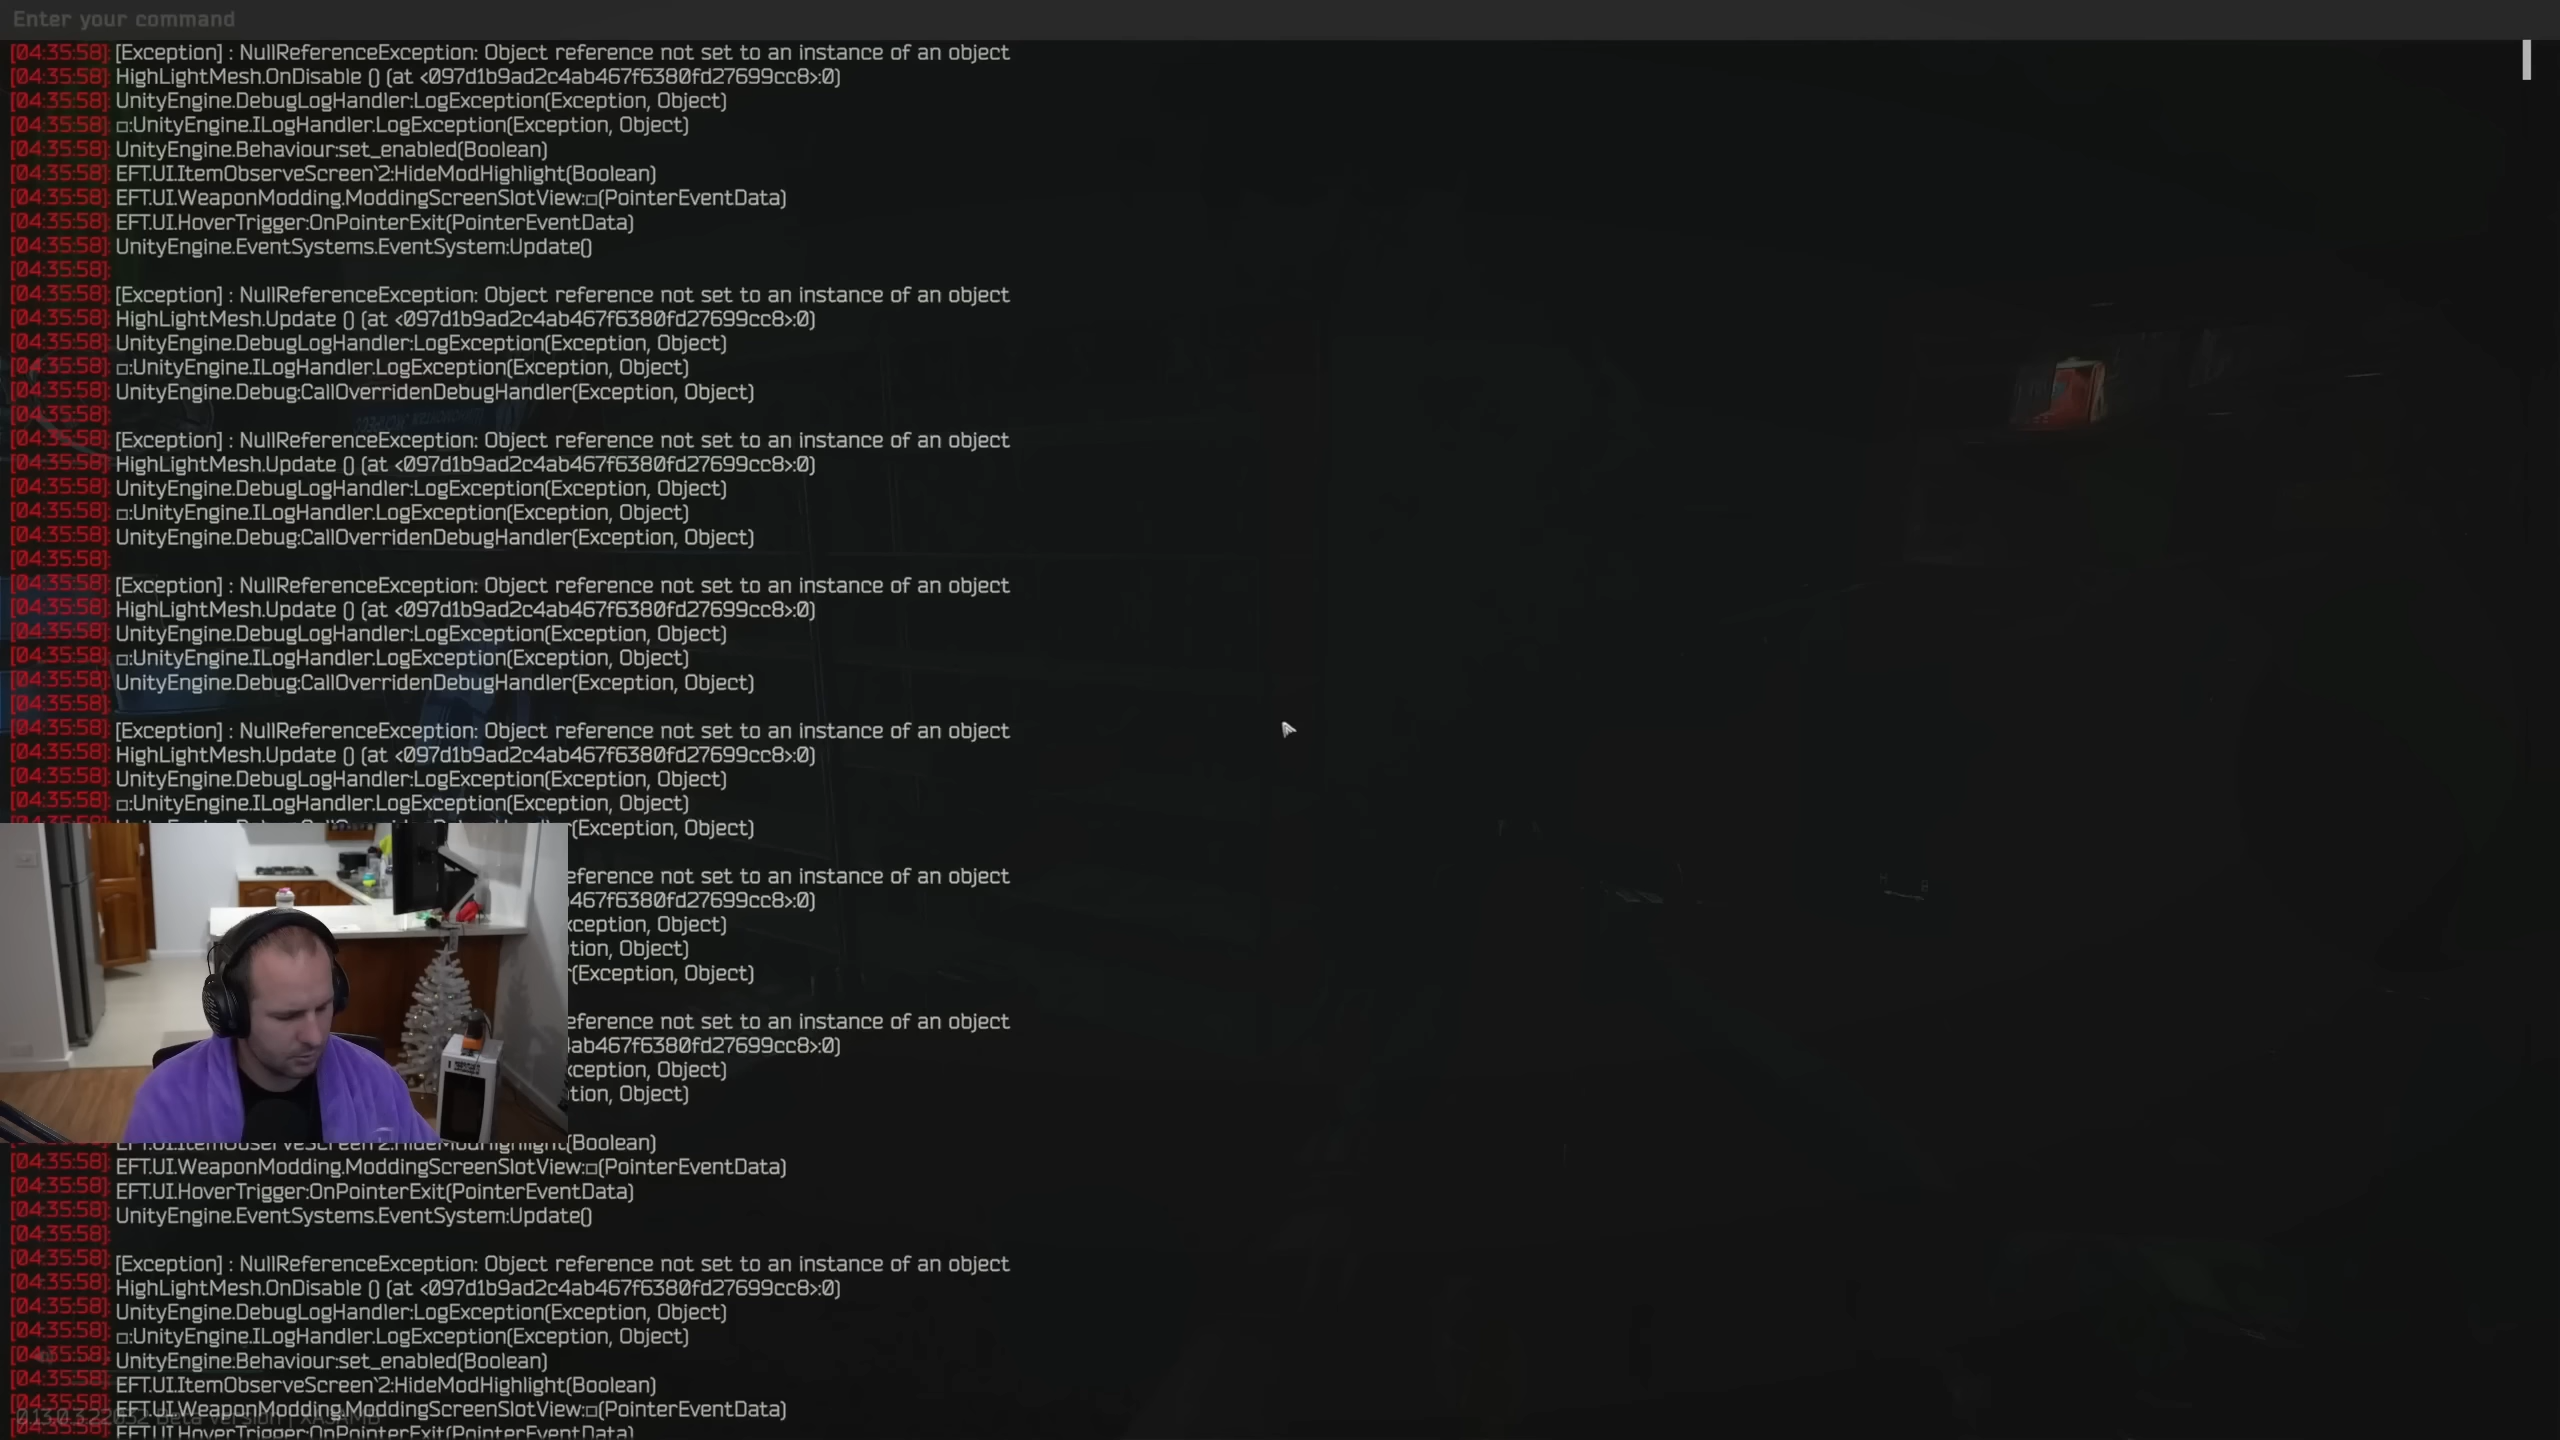 Enter your command
[04:35:58]: [Exception] : NullReferenceException: Object reference not set to an instance of an object
[04:35:58]: HighLightMesh.OnDisable () (at <097d1b9ad2c4ab467f6380fd27699cc8>:0)
[04:35:58]: UnityEngine.DebugLogHandler:LogException(Exception, Object)
[04:35:58]: □:UnityEngine.ILogHandler.LogException(Exception, Object)
[04:35:58]: UnityEngine.Behaviour:set_enabled(Boolean)
[04:35:58]: EFT.UI.ItemObserveScreen`2:HideModHighlight(Boolean)
[04:35:58]: EFT.UI.WeaponModding.ModdingScreenSlotView:□(PointerEventData)
[04:35:58]: EFT.UI.HoverTrigger:OnPointerExit(PointerEventData)
[04:35:58]: UnityEngine.EventSystems.EventSystem:Update()
[04:35:58]:
[04:35:58]: [Exception] : NullReferenceException: Object reference not set to an instance of an object
[04:35:58]: HighLightMesh.Update () (at <097d1b9ad2c4ab467f6380fd27699cc8>:0)
[04:35:58]: UnityEngine.DebugLogHandler:LogException(Exception, Object)
[04:35:58]: □:UnityEngine.ILogHandler.LogException(Exception, Object)
[04:35:58]: UnityEngine.Debug:CallOverridenDebugHandler(Exception, Object)
[04:35:58]:
[04:35:58]: [Exception] : NullReferenceException: Object reference not set to an instance of an object
[04:35:58]: HighLightMesh.Update () (at <097d1b9ad2c4ab467f6380fd27699cc8>:0)
[04:35:58]: UnityEngine.DebugLogHandler:LogException(Exception, Object)
[04:35:58]: □:UnityEngine.ILogHandler.LogException(Exception, Object)
[04:35:58]: UnityEngine.Debug:CallOverridenDebugHandler(Exception, Object)
[04:35:58]:
[04:35:58]: [Exception] : NullReferenceException: Object reference not set to an instance of an object
[04:35:58]: HighLightMesh.Update () (at <097d1b9ad2c4ab467f6380fd27699cc8>:0)
[04:35:58]: UnityEngine.DebugLogHandler:LogException(Exception, Object)
[04:35:58]: □:UnityEngine.ILogHandler.LogException(Exception, Object)
[04:35:58]: UnityEngine.Debug:CallOverridenDebugHandler(Exception, Object)
[04:35:58]:
[04:35:58]: [Exception] : NullReferenceException: Object reference not set to an instance of an object
[04:35:58]: HighLightMesh.Update () (at <097d1b9ad2c4ab467f6380fd27699cc8>:0)
[04:35:58]: UnityEngine.DebugLogHandler:LogException(Exception, Object)
[04:35:58]: □:UnityEngine.ILogHandler.LogException(Exception, Object)
(Exception, Object)
eference not set to an instance of an object
467f6380fd27699cc8>:0)
xception, Object)
tion, Object)
(Exception, Object)
eference not set to an instance of an object
ab467f6380fd27699cc8>:0)
xception, Object)
tion, Object)
EFT.UI.ItemObserveScreen`2:HideModHighlight(Boolean)
[04:35:58]: EFT.UI.WeaponModding.ModdingScreenSlotView:□(PointerEventData)
[04:35:58]: EFT.UI.HoverTrigger:OnPointerExit(PointerEventData)
[04:35:58]: UnityEngine.EventSystems.EventSystem:Update()
[04:35:58]:
[04:35:58]: [Exception] : NullReferenceException: Object reference not set to an instance of an object
[04:35:58]: HighLightMesh.OnDisable () (at <097d1b9ad2c4ab467f6380fd27699cc8>:0)
[04:35:58]: UnityEngine.DebugLogHandler:LogException(Exception, Object)
[04:35:58]: □:UnityEngine.ILogHandler.LogException(Exception, Object)
[04:35:58]: UnityEngine.Behaviour:set_enabled(Boolean)
[04:35:58]: EFT.UI.ItemObserveScreen`2:HideModHighlight(Boolean)
[04:35:58]: EFT.UI.WeaponModding.ModdingScreenSlotView:□(PointerEventData)
Beta version |
[04:35:58]: EFT.UI.HoverTrigger:OnPointerExit(PointerEventData)